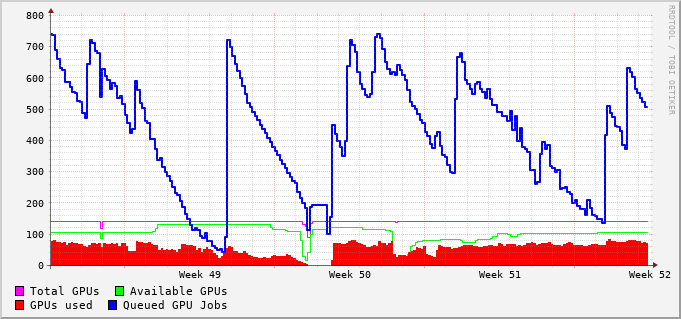 800
700
600
500
400
300
200
100
0
Week 49 Week 50 Week 51 Week 52
Total GPUs Available GPUs
GPUs used Queued GPU Jobs
RRDTOOL / TOBI OETIKER